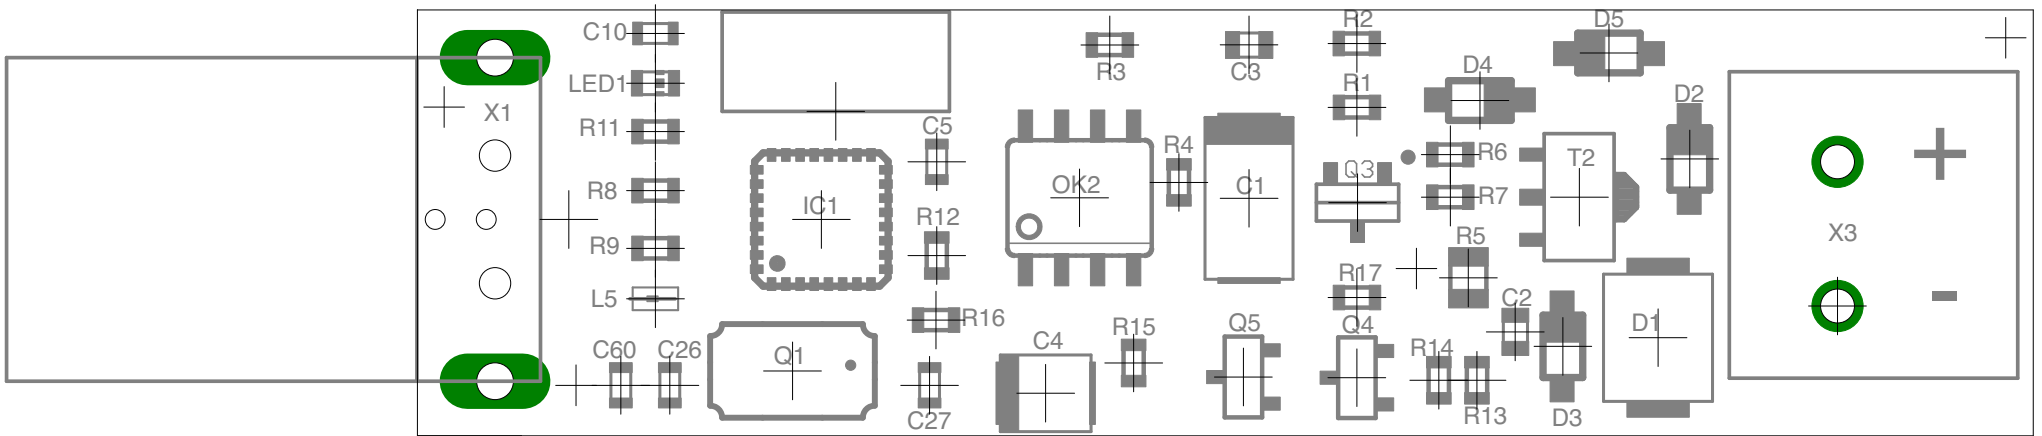 C10
LED1
X1
R11
R8
R9
L5
C60
C26
IC1
Q1
C5
R12
R16
C27
R3
OK2
C4
R4
R15
C3
C1
Q5
R2
R1
Q3
R17
Q4
D4
R6
R7
R5
R14
R13
C2
D5
T2
D3
D2
D1
+
X3
-